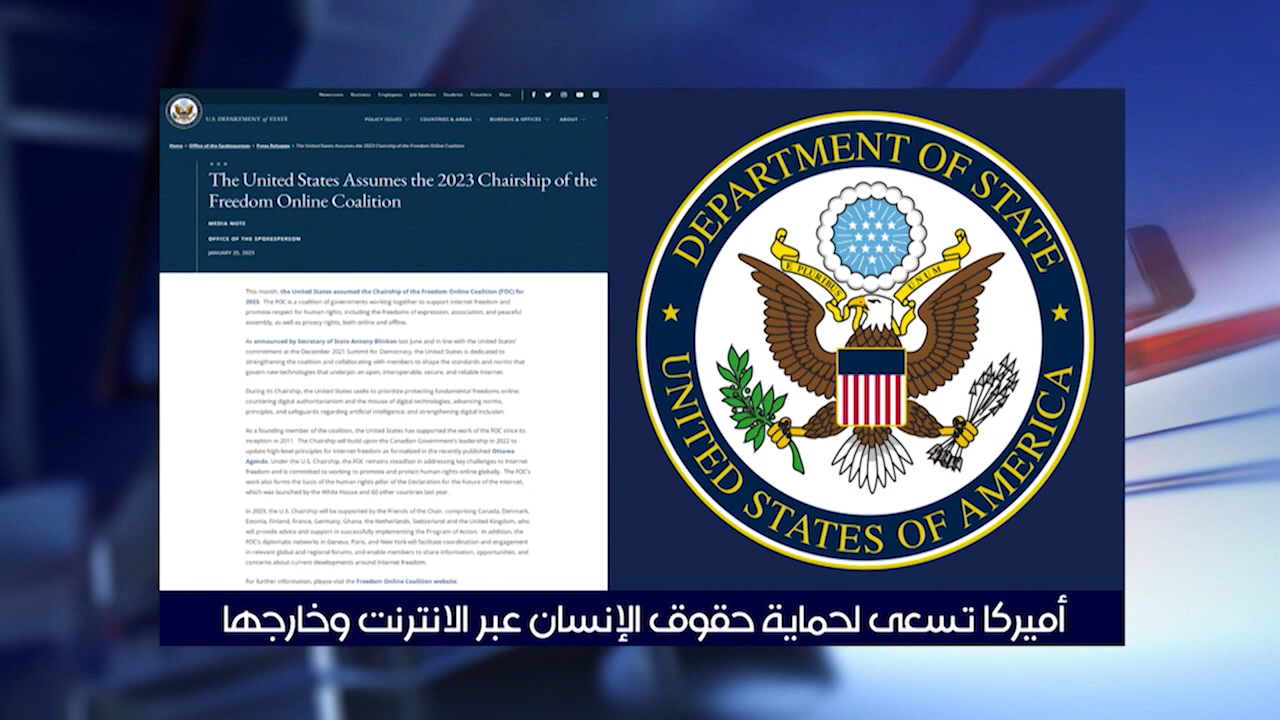 Newsroom Business Employees Job Seekers Students Travelers Vets
U.S. DEPARTMENT of STATE
POLICY ISSUES COUNTRIES & AREAS BUREAUS & OFFICES ABOUT
Home > Office of the Spokesperson > Press Releases > The United States Assumes the 2023 Chairship of the Freedom Online Coalition
The United States Assumes the 2023 Chairship of the
Freedom Online Coalition
MEDIA NOTE
OFFICE OF THE SPOKESPERSON
JANUARY 25, 2023
This month, the United States assumed the Chairship of the Freedom Online Coalition (FOC) for
2023. The FOC is a coalition of governments working together to support internet freedom and
promote respect for human rights, including the freedoms of expression, association, and peaceful
assembly, as well as privacy rights, both online and offline.
As announced by Secretary of State Antony Blinken last June and in line with the United States'
commitment at the December 2021 Summit for Democracy, the United States is dedicated to
strengthening the coalition and collaborating with members to shape the standards and norms that
govern new technologies that underpin an open, interoperable, secure, and reliable internet.
During its Chairship, the United States seeks to prioritize protecting fundamental freedoms online;
countering digital authoritarianism and the misuse of digital technologies; advancing norms,
principles, and safeguards regarding artificial intelligence; and strengthening digital inclusion.
As a founding member of the coalition, the United States has supported the work of the FOC since its
inception in 2011. The Chairship will build upon the Canadian Government's leadership in 2022 to
update high-level principles for Internet freedom as formalized in the recently published Ottawa
Agenda. Under the U.S. Chairship, the FOC remains steadfast in addressing key challenges to Internet
freedom and is committed to working to promote and protect human rights online globally. The FOC's
work also forms the basis of the human rights pillar of the Declaration for the Future of the Internet,
which was launched by the White House and 60 other countries last year.
In 2023, the U.S. Chairship will be supported by the Friends of the Chair, comprising Canada, Denmark,
Estonia, Finland, France, Germany, Ghana, the Netherlands, Switzerland and the United Kingdom, who
will provide advice and support in successfully implementing the Program of Action. In addition, the
FOC's diplomatic networks in Geneva, Paris, and New York will facilitate coordination and engagement
in relevant global and regional forums, and enable members to share information, opportunities, and
concerns about current developments around Internet freedom.
For further information, please visit the Freedom Online Coalition website.
DEPARTMENT OF STATE
E PLURIBUS UNUM
UNITED STATES OF AMERICA
أميركا تسعى لحماية حقوق الإنسان عبر الانترنت وخارجها